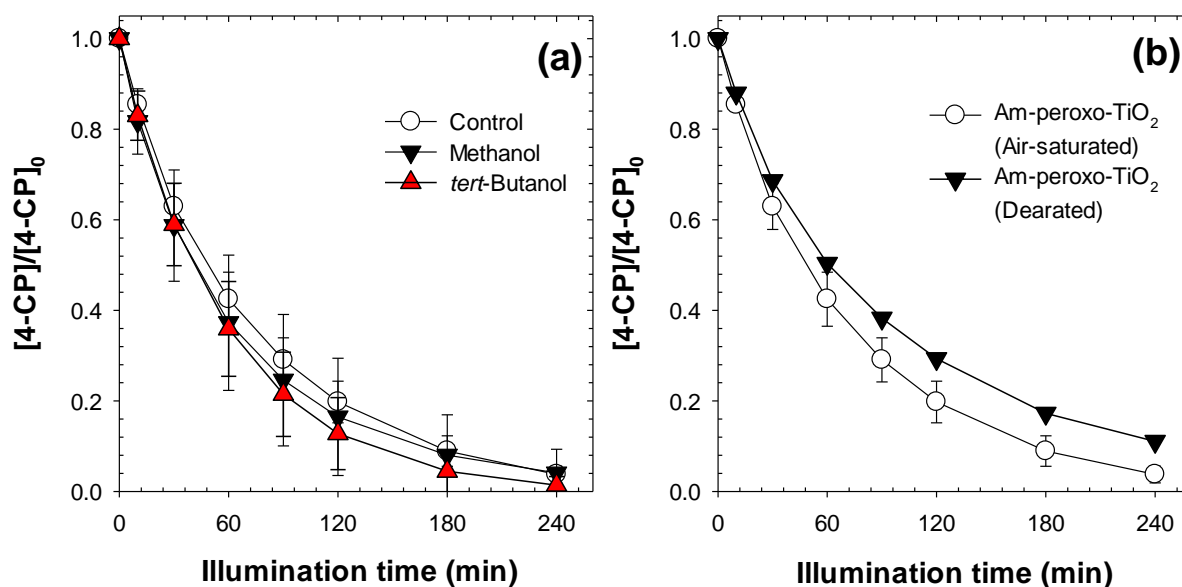 (a)
Control
Methanol
tert-Butanol
[4-CP]/[4-CP]0
1.0
0.8
0.6
0.4
0.2
0.0
0 60 120 180 240
Illumination time (min)
(b)
Am-peroxo-TiO2
(Air-saturated)
Am-peroxo-TiO2
(Dearated)
[4-CP]/[4-CP]0
1.0
0.8
0.6
0.4
0.2
0.0
0 60 120 180 240
Illumination time (min)